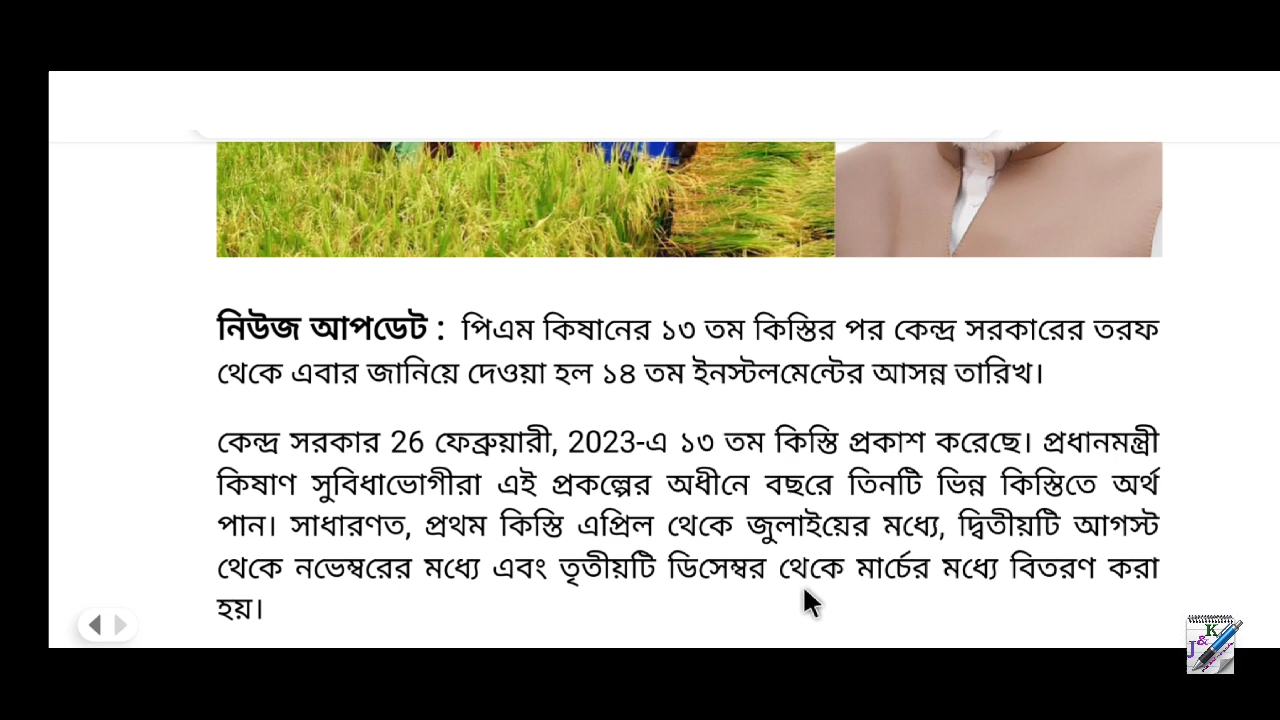 নিউজ আপডেট : পিএম কিষানের ১৩ তম কিস্তির পর কেন্দ্র সরকারের তরফ
থেকে এবার জানিয়ে দেওয়া হল ১৪ তম ইনস্টলমেন্টের আসন্ন তারিখ।
কেন্দ্র সরকার 26 ফেব্রুয়ারী, 2023-এ ১৩ তম কিস্তি প্রকাশ করেছে। প্রধানমন্ত্রী
কিষাণ সুবিধাভোগীরা এই প্রকল্পের অধীনে বছরে তিনটি ভিন্ন কিস্তিতে অর্থ
পান। সাধারণত, প্রথম কিস্তি এপ্রিল থেকে জুলাইয়ের মধ্যে, দ্বিতীয়টি আগস্ট
থেকে নভেম্বরের মধ্যে এবং তৃতীয়টি ডিসেম্বর থেকে মার্চের মধ্যে বিতরণ করা
হয়।
J&K